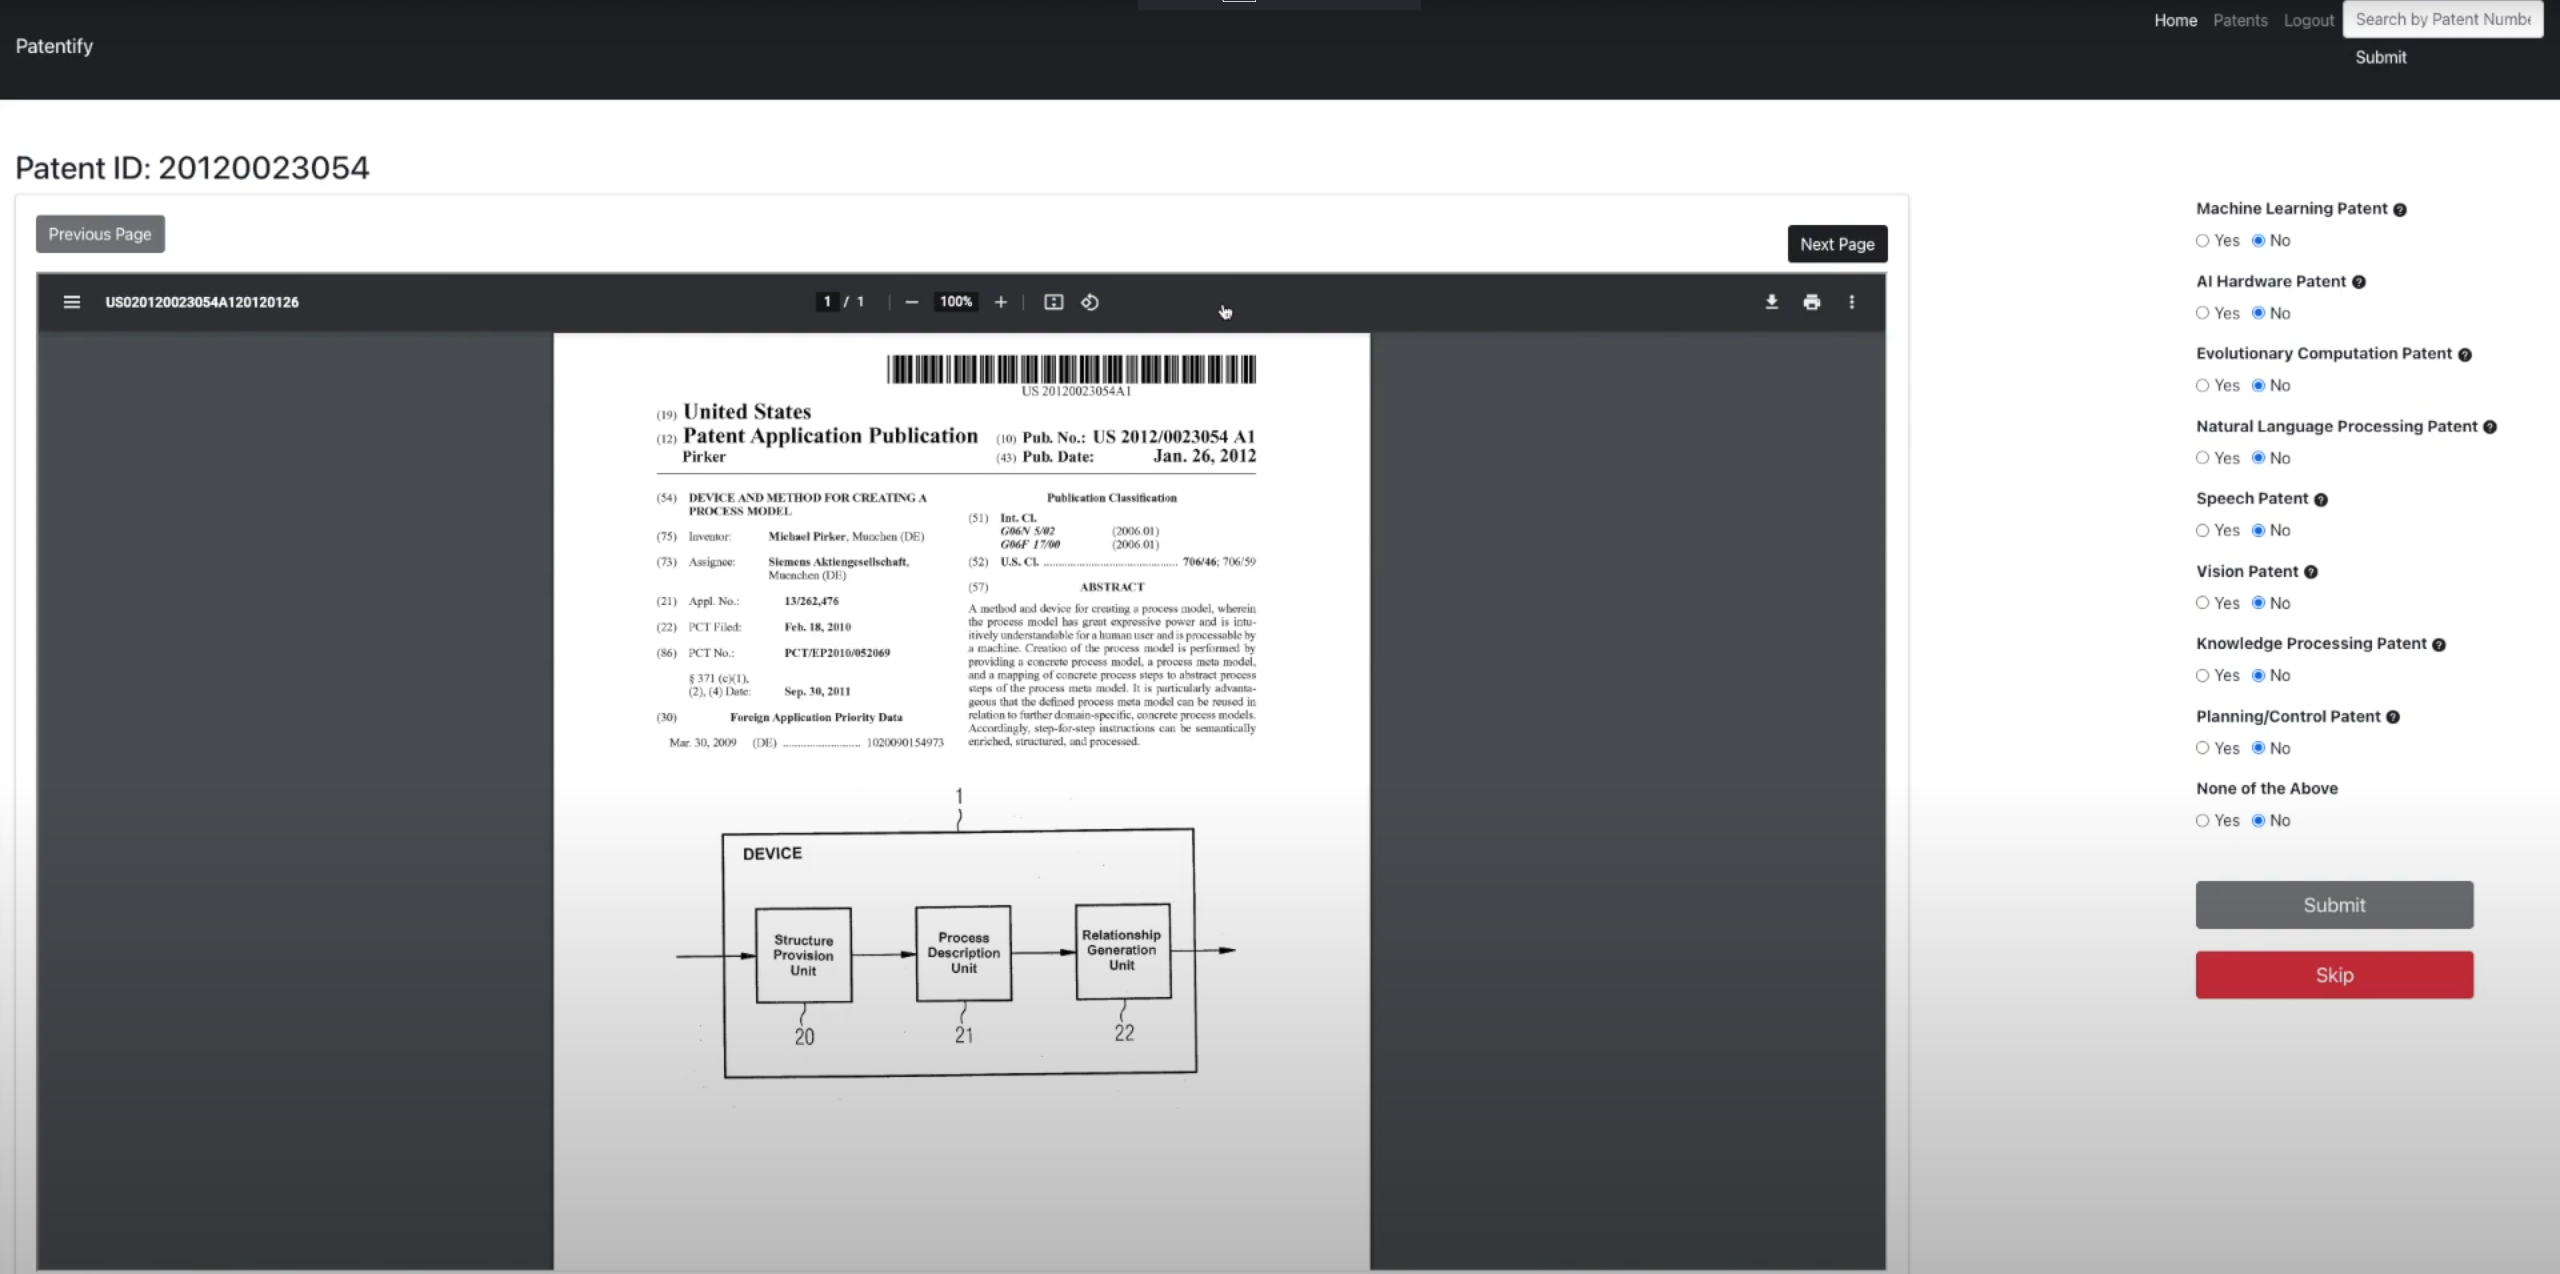 Patentify
Home Patents Logout Search by Patent Numbe
Submit
Patent ID: 20120023054
Previous Page
Next Page
US020120023054A120120126
1 / 1
100%
US 20120023054A1
(19) United States
(12) Patent Application Publication
Pirker
(10) Pub. No.: US 2012/0023054 A1
(43) Pub. Date: Jan. 26, 2012
(54) DEVICE AND METHOD FOR CREATING A
PROCESS MODEL
(75) Inventor: Michael Pirker, Munchen (DE)
(73) Assignee: Siemens Aktiengesellschaft,
Muenchen (DE)
(21) Appl. No.: 13/262,476
(22) PCT Filed: Feb. 18, 2010
(86) PCT No.: PCT/EP2010/052069
§ 371 (c)(1),
(2), (4) Date: Sep. 30, 2011
(30) Foreign Application Priority Data
Mar. 30, 2009 (DE) ......................... 1020090154973
Publication Classification
(51) Int. Cl.
G06N 5/02 (2006.01)
G06F 17/00 (2006.01)
(52) U.S. Cl. ........................................... 706/46; 706/59
(57) ABSTRACT
A method and device for creating a process model, wherein
the process model has great expressive power and is intu-
itively understandable for a human user and is processable by
a machine. Creation of the process model is performed by
providing a concrete process model, a process meta model,
and a mapping of concrete process steps to abstract process
steps of the process meta model. It is particularly advanta-
geous that the defined process meta model can be reused in
relation to further domain-specific, concrete process models.
Accordingly, step-for-step instructions can be semantically
enriched, structured, and processed.
1
DEVICE
Structure
Provision
Unit
Process
Description
Unit
Relationship
Generation
Unit
20
21
22
Machine Learning Patent
Yes No
AI Hardware Patent
Yes No
Evolutionary Computation Patent
Yes No
Natural Language Processing Patent
Yes No
Speech Patent
Yes No
Vision Patent
Yes No
Knowledge Processing Patent
Yes No
Planning/Control Patent
Yes No
None of the Above
Yes No
Submit
Skip